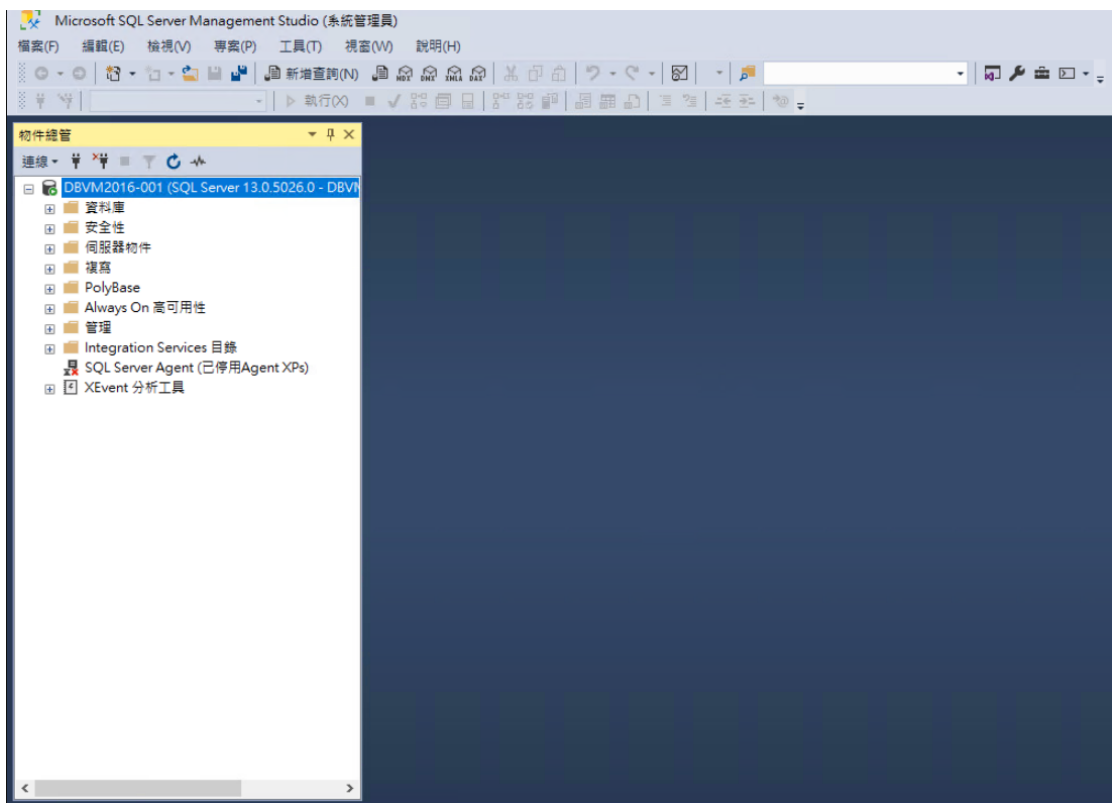 Microsoft SQL Server Management Studio (系統管理員)
檔案(F) 編輯(E) 檢視(V) 專案(P) 工具(T) 視窗(W) 說明(H)
新增查詢(N) MDX DMX XMLA DAX
執行(X)
物件總管
連線
DBVM2016-001 (SQL Server 13.0.5026.0 - DBVM
資料庫
安全性
伺服器物件
複寫
PolyBase
Always On 高可用性
管理
Integration Services 目錄
SQL Server Agent (已停用Agent XPs)
XEvent 分析工具